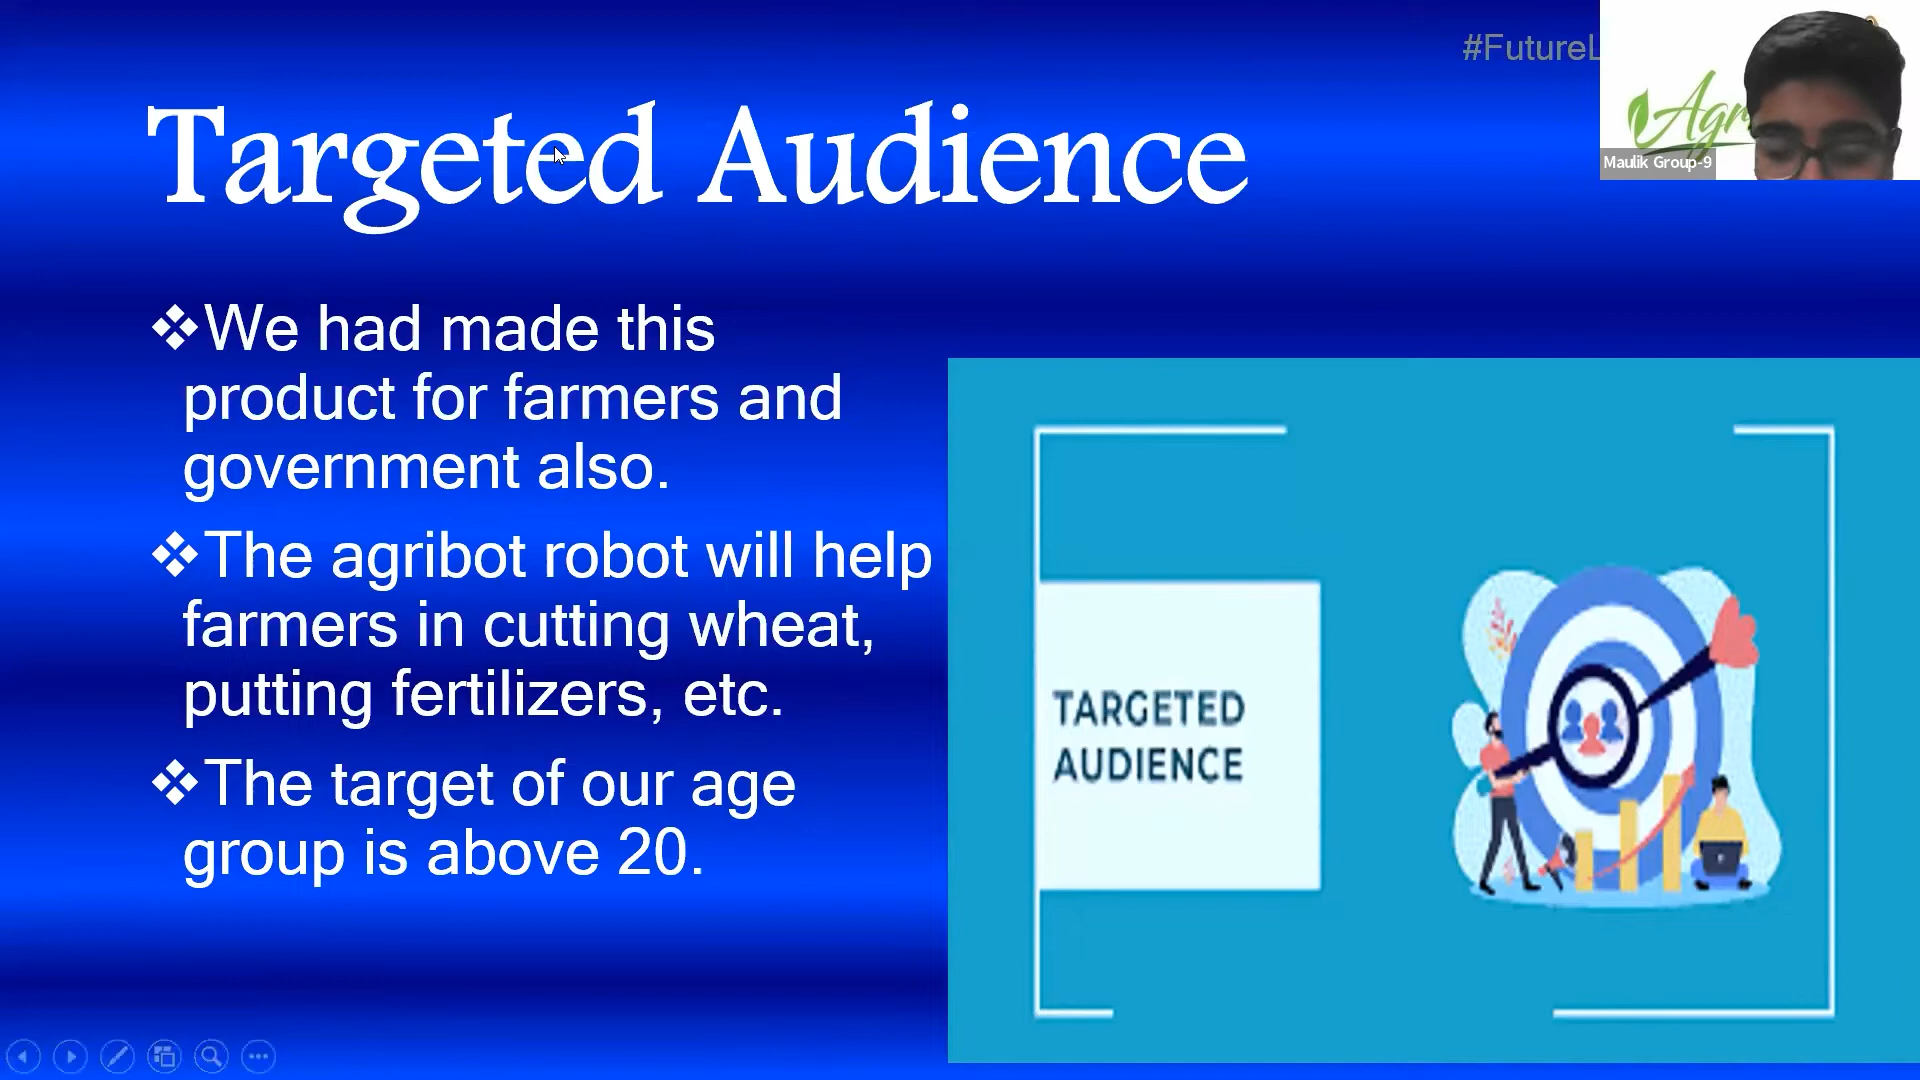 #FutureL
Targeted Audience
Maulik Group-9
❖We had made this
product for farmers and
government also.
❖The agribot robot will help
farmers in cutting wheat,
putting fertilizers, etc.
❖The target of our age
group is above 20.
TARGETED
AUDIENCE